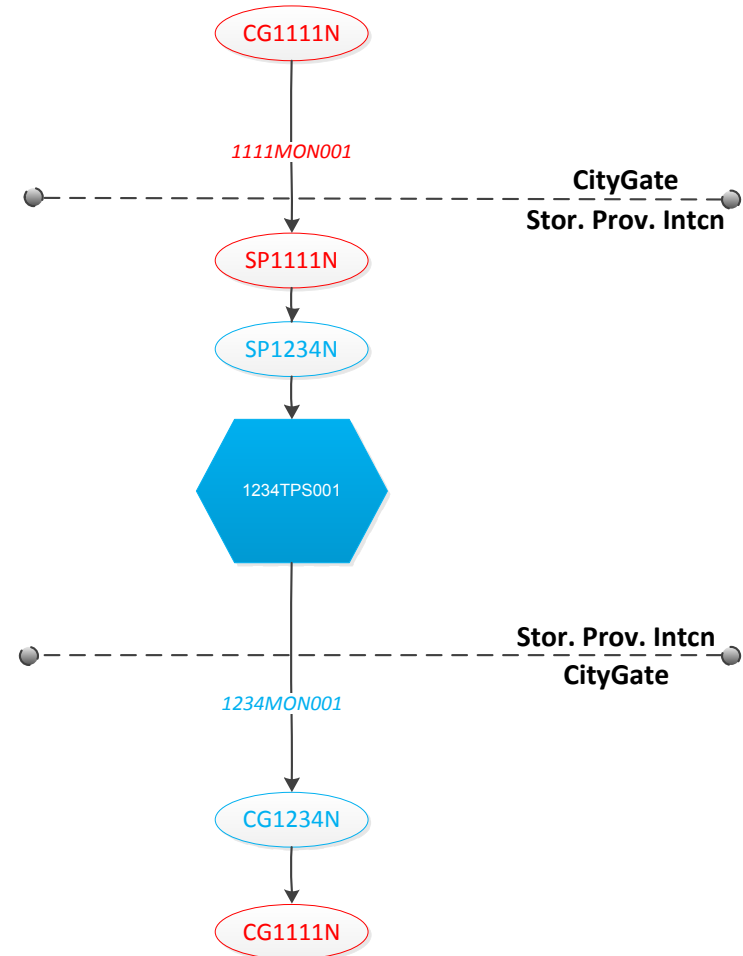 CG1111N
1111MON001
CityGate
Stor. Prov. Intcn
SP1111N
SP1234N
1234TPS001
Stor. Prov. Intcn
CityGate
1234MON001
CG1234N
CG1111N